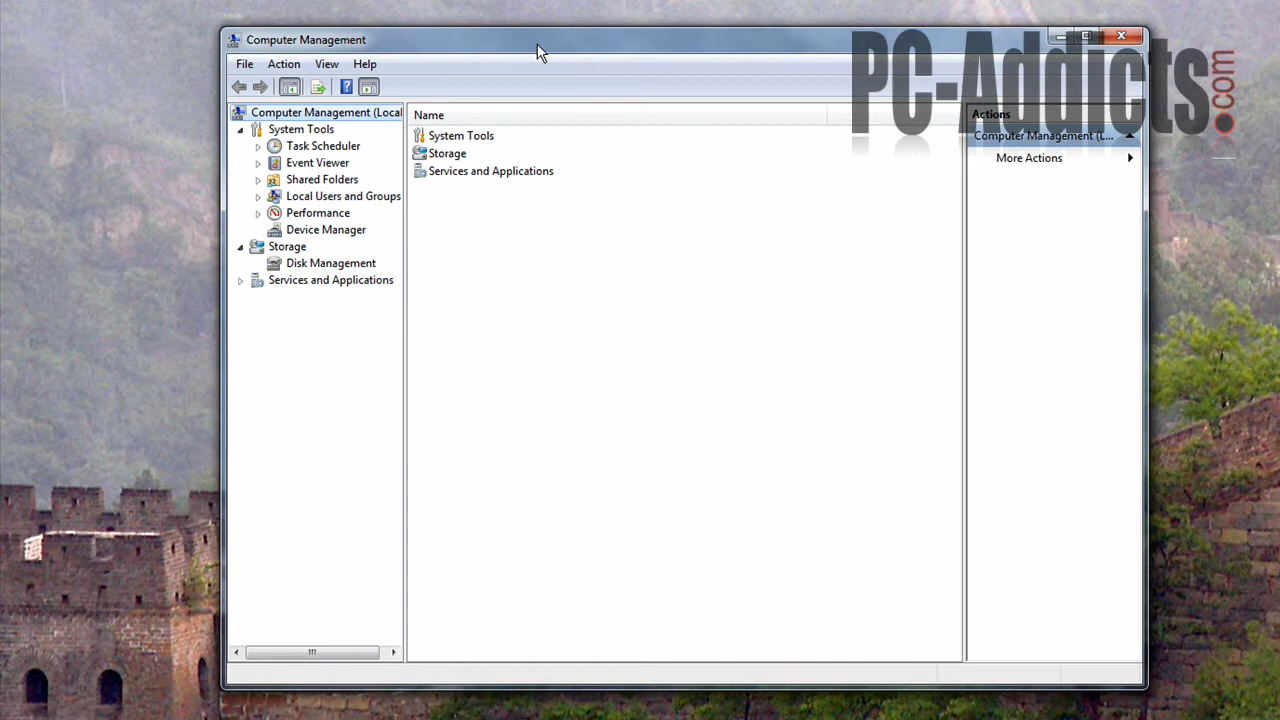 Computer Management
PC-Addicts.com
File Action View Help
Computer Management (Local
System Tools
Task Scheduler
Event Viewer
Shared Folders
Local Users and Groups
Performance
Device Manager
Storage
Disk Management
Services and Applications
Name
System Tools
Storage
Services and Applications
Actions
Computer Management (L...
More Actions